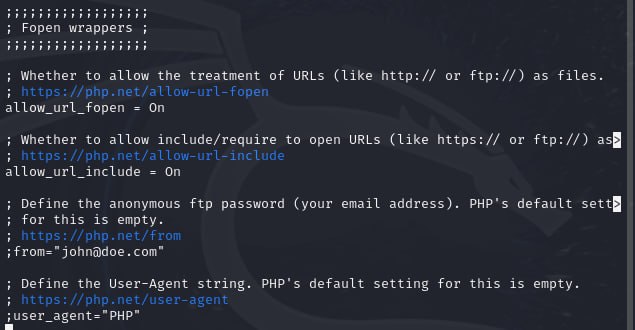 ;;;;;;;;;;;;;;;;;;
; Fopen wrappers ;
;;;;;;;;;;;;;;;;;;
; Whether to allow the treatment of URLs (like http:// or ftp://) as files.
; https://php.net/allow-url-fopen
allow_url_fopen = On
; Whether to allow include/require to open URLs (like https:// or ftp://) as>
; https://php.net/allow-url-include
allow_url_include = On
; Define the anonymous ftp password (your email address). PHP's default sett>
; for this is empty.
; https://php.net/from
;from="john@doe.com"
; Define the User-Agent string. PHP's default setting for this is empty.
; https://php.net/user-agent
;user_agent="PHP"